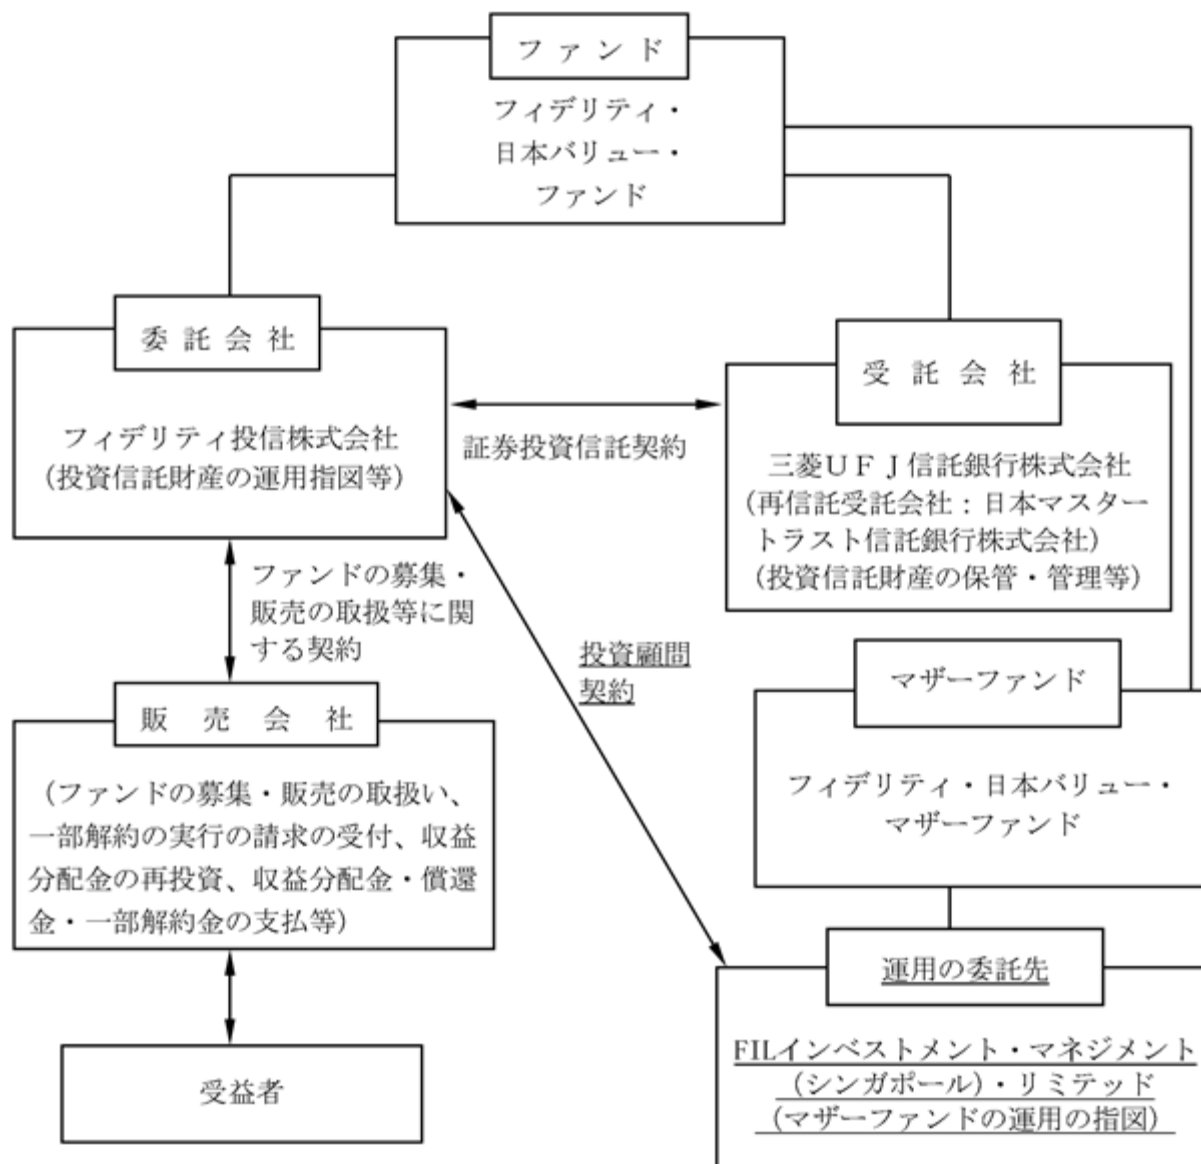 ファンド
フィデリティ・
日本バリュー・
ファンド
委託会社
フィデリティ投信株式会社
(投資信託財産の運用指図等)
証券投資信託契約
受託会社
三菱UFJ信託銀行株式会社
(再信託受託会社：日本マスター
トラスト信託銀行株式会社)
(投資信託財産の保管・管理等)
ファンドの募集・
販売の取扱等に関
する契約
投資顧問
契約
マザーファンド
フィデリティ・日本バリュー・
マザーファンド
販売会社
(ファンドの募集・販売の取扱い、
一部解約の実行の請求の受付、収益
分配金の再投資、収益分配金・償還
金・一部解約金の支払等)
運用の委託先
FILインベストメント・マネジメント
(シンガポール)・リミテッド
(マザーファンドの運用の指図)
受益者